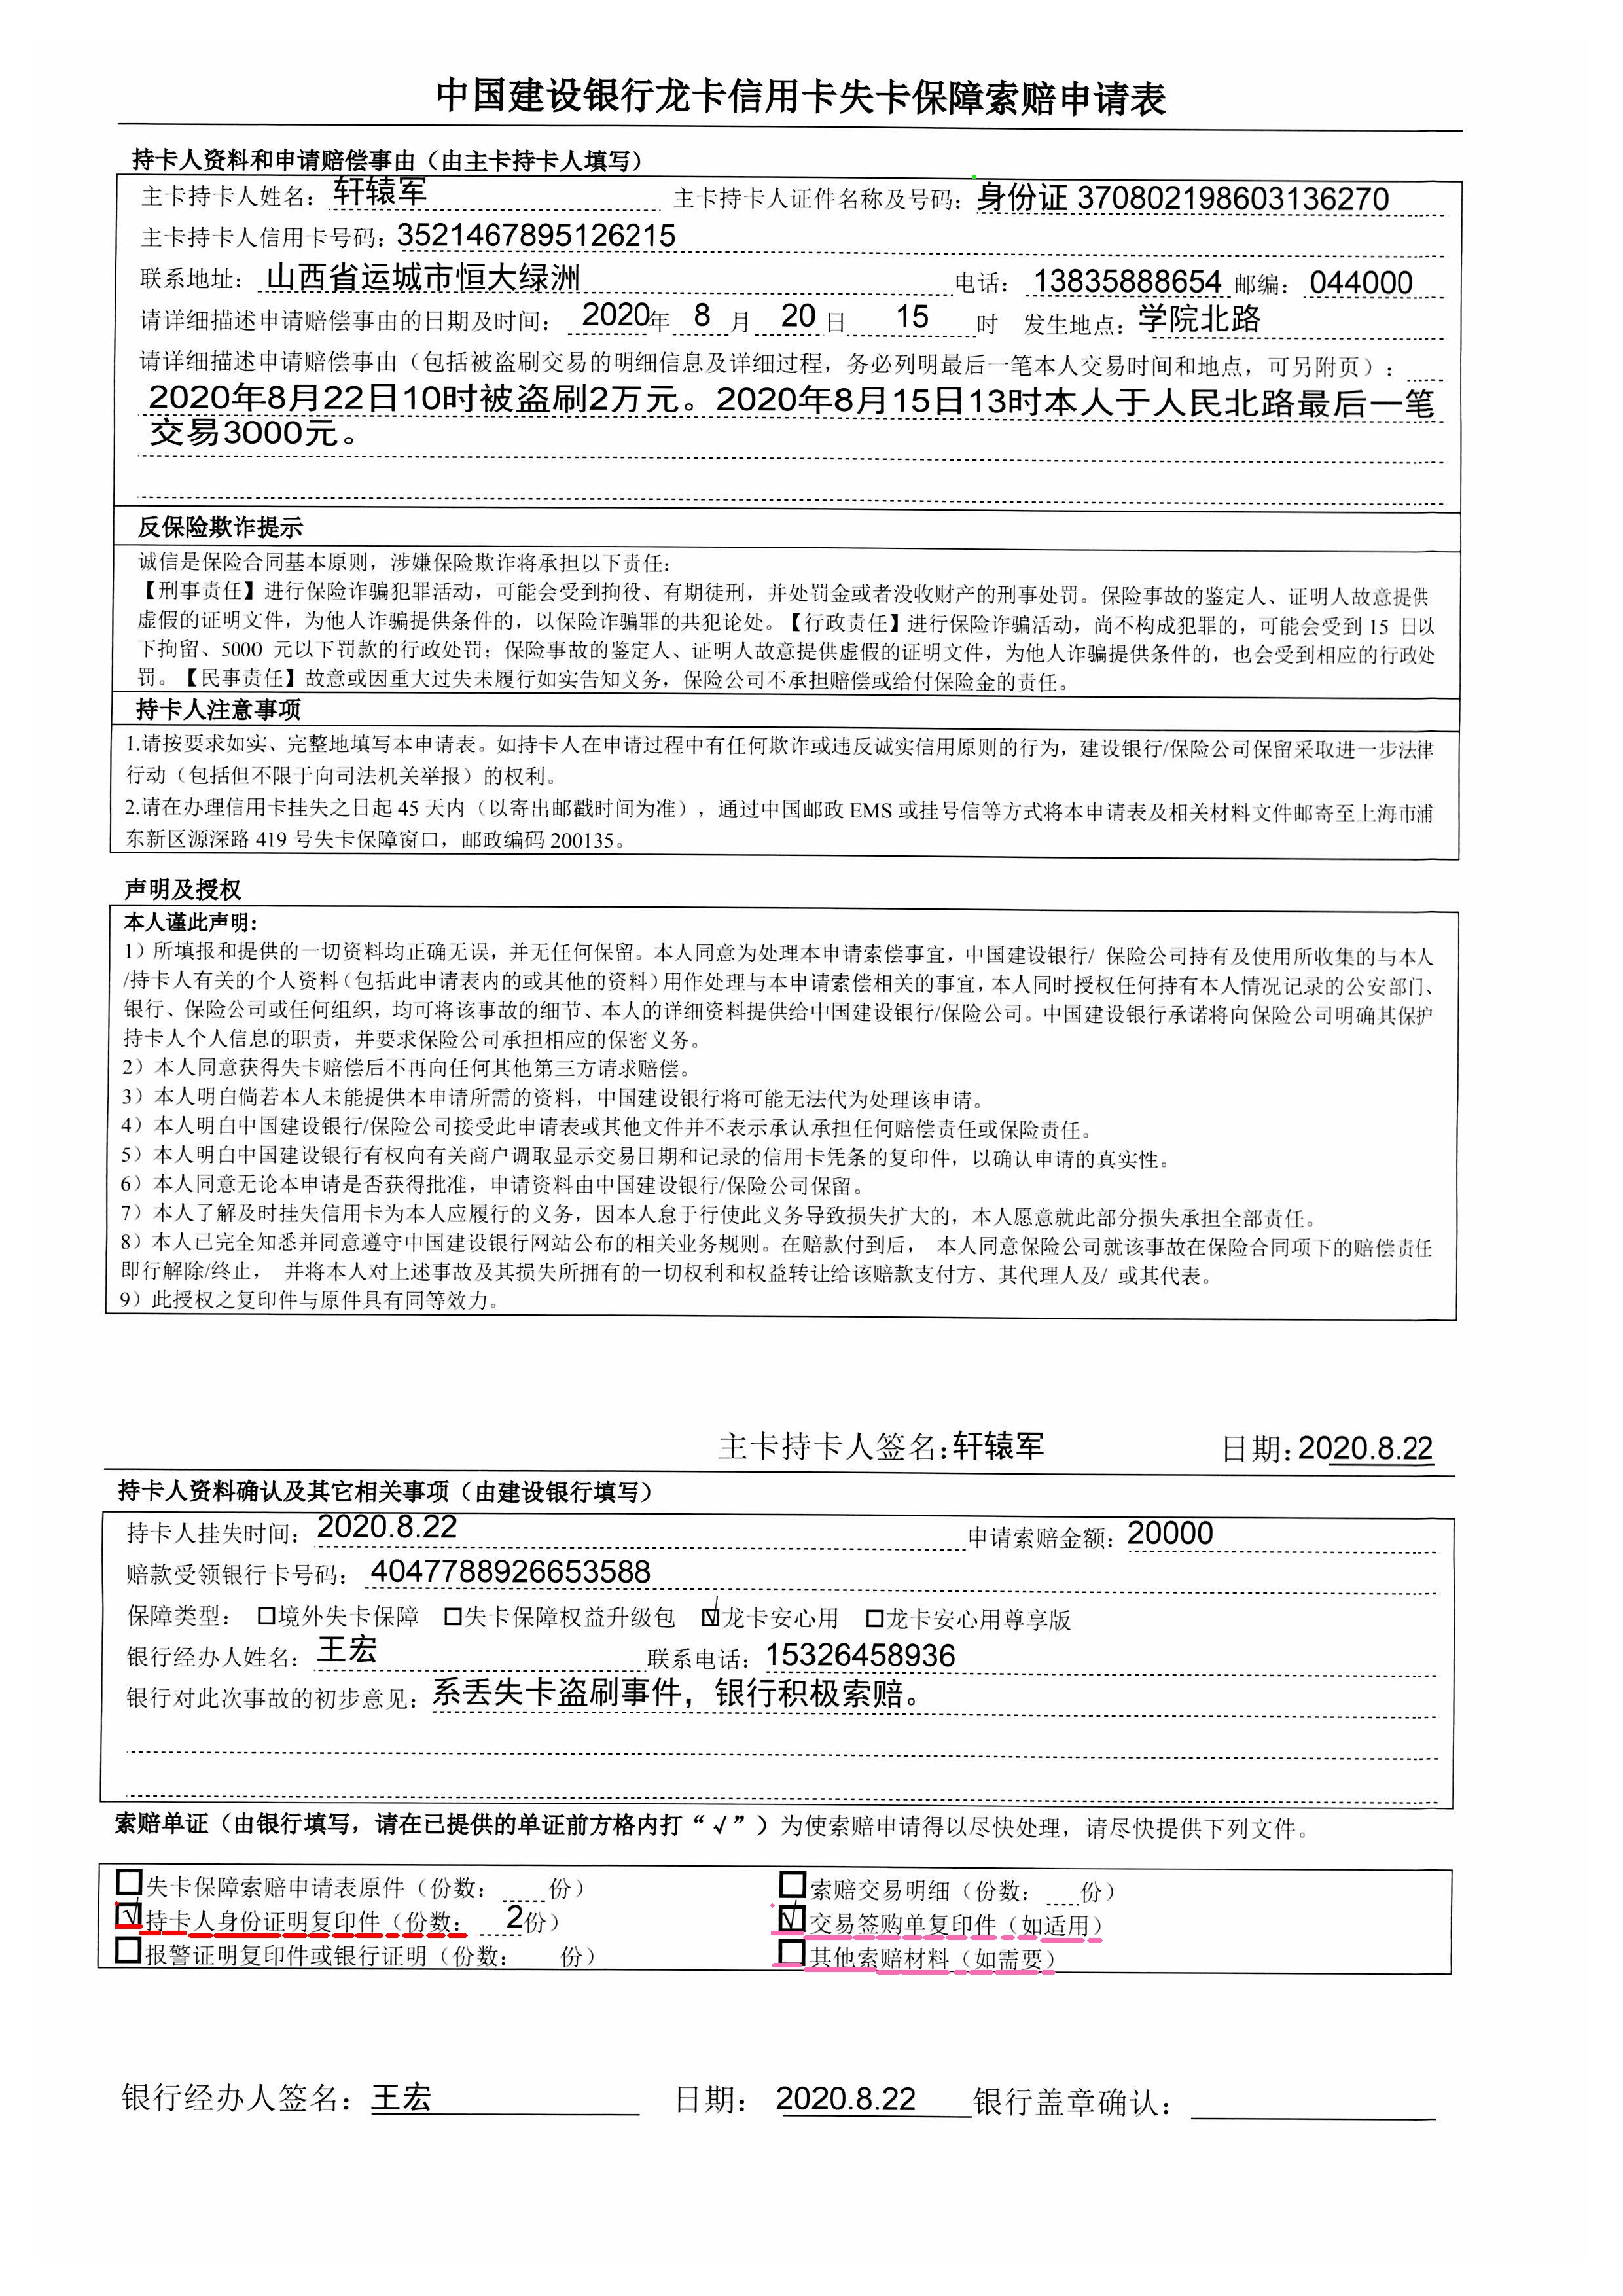 中国建设银行龙卡信用卡失卡保障索赔申请表
持卡人资料和申请赔偿事由（由主卡持卡人填写）
主卡持卡人姓名：轩辕军 主卡持卡人证件名称及号码：身份证 370802198603136270
主卡持卡人信用卡号码：3521467895126215
联系地址：山西省运城市恒大绿洲 电话：13835888654 邮编：044000
请详细描述申请赔偿事由的日期及时间：2020年 8 月 20 日 15 时 发生地点：学院北路
请详细描述申请赔偿事由（包括被盗刷交易的明细信息及详细过程，务必列明最后一笔本人交易时间和地点，可另附页）：
2020年8月22日10时被盗刷2万元。2020年8月15日13时本人于人民北路最后一笔
交易3000元。
反保险欺诈提示
诚信是保险合同基本原则，涉嫌保险欺诈将承担以下责任：
【刑事责任】进行保险诈骗犯罪活动，可能会受到拘役、有期徒刑，并处罚金或者没收财产的刑事处罚。保险事故的鉴定人、证明人故意提供
虚假的证明文件，为他人诈骗提供条件的，以保险诈骗罪的共犯论处。【行政责任】进行保险诈骗活动，尚不构成犯罪的，可能会受到 15 日以
下拘留、5000 元以下罚款的行政处罚；保险事故的鉴定人、证明人故意提供虚假的证明文件，为他人诈骗提供条件的，也会受到相应的行政处
罚。【民事责任】故意或因重大过失未履行如实告知义务，保险公司不承担赔偿或给付保险金的责任。
持卡人注意事项
1.请按要求如实、完整地填写本申请表。如持卡人在申请过程中有任何欺诈或违反诚实信用原则的行为，建设银行/保险公司保留采取进一步法律
行动（包括但不限于向司法机关举报）的权利。
2.请在办理信用卡挂失之日起 45 天内（以寄出邮戳时间为准），通过中国邮政 EMS 或挂号信等方式将本申请表及相关材料文件邮寄至上海市浦
东新区源深路 419 号失卡保障窗口，邮政编码 200135。
声明及授权
本人谨此声明：
1）所填报和提供的一切资料均正确无误，并无任何保留。本人同意为处理本申请索偿事宜，中国建设银行/ 保险公司持有及使用所收集的与本人
/持卡人有关的个人资料（包括此申请表内的或其他的资料）用作处理与本申请索偿相关的事宜，本人同时授权任何持有本人情况记录的公安部门、
银行、保险公司或任何组织，均可将该事故的细节、本人的详细资料提供给中国建设银行/保险公司。中国建设银行承诺将向保险公司明确其保护
持卡人个人信息的职责，并要求保险公司承担相应的保密义务。
2）本人同意获得失卡赔偿后不再向任何其他第三方请求赔偿。
3）本人明白倘若本人未能提供本申请所需的资料，中国建设银行将可能无法代为处理该申请。
4）本人明白中国建设银行/保险公司接受此申请表或其他文件并不表示承认承担任何赔偿责任或保险责任。
5）本人明白中国建设银行有权向有关商户调取显示交易日期和记录的信用卡凭条的复印件，以确认申请的真实性。
6）本人同意无论本申请是否获得批准，申请资料由中国建设银行/保险公司保留。
7）本人了解及时挂失信用卡为本人应履行的义务，因本人怠于行使此义务导致损失扩大的，本人愿意就此部分损失承担全部责任。
8）本人已完全知悉并同意遵守中国建设银行网站公布的相关业务规则。在赔款付到后， 本人同意保险公司就该事故在保险合同项下的赔偿责任
即行解除/终止， 并将本人对上述事故及其损失所拥有的一切权利和权益转让给该赔款支付方、其代理人及/ 或其代表。
9）此授权之复印件与原件具有同等效力。
主卡持卡人签名：轩辕军 日期：2020.8.22
持卡人资料确认及其它相关事项（由建设银行填写）
持卡人挂失时间：2020.8.22 申请索赔金额：20000
赔款受领银行卡号码：4047788926653588
保障类型：□境外失卡保障 □失卡保障权益升级包 ☑龙卡安心用 □龙卡安心用尊享版
银行经办人姓名：王宏 联系电话：15326458936
银行对此次事故的初步意见：系丢失卡盗刷事件，银行积极索赔。
索赔单证（由银行填写，请在已提供的单证前方格内打“√”）为使索赔申请得以尽快处理，请尽快提供下列文件。
□失卡保障索赔申请表原件（份数： 份） □索赔交易明细（份数： 份）
☑持卡人身份证明复印件（份数： 2份） ☑交易签购单复印件（如适用）
□报警证明复印件或银行证明（份数： 份） □其他索赔材料（如需要）
银行经办人签名：王宏 日期：2020.8.22 银行盖章确认：